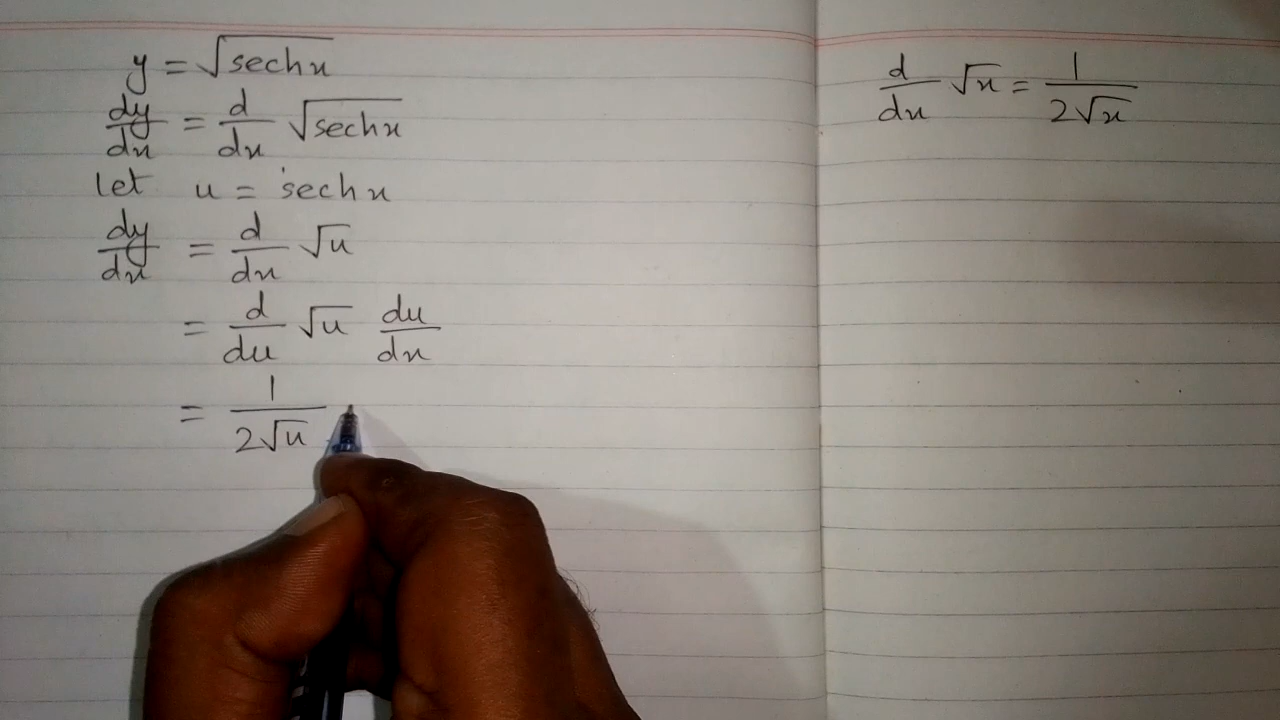 y = √sechx
dy/dx = d/dx √sechx
let u = sechx
dy/dx = d/dx √u
= d/du √u du/dx
= 1/2√u
d/dx √x = 1/2√x